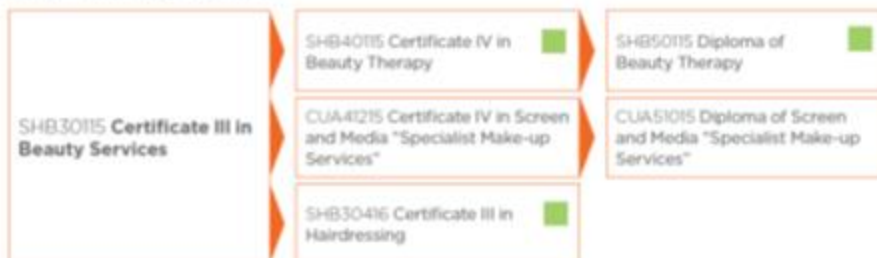 SHB30115 Certificate III in
Beauty Services
SHB40115 Certificate IV in
Beauty Therapy
SHB50115 Diploma of
Beauty Therapy
CUA41215 Certificate IV in Screen
and Media "Specialist Make-up
Services"
CUA51015 Diploma of Screen
and Media "Specialist Make-up
Services"
SHB30416 Certificate III in
Hairdressing